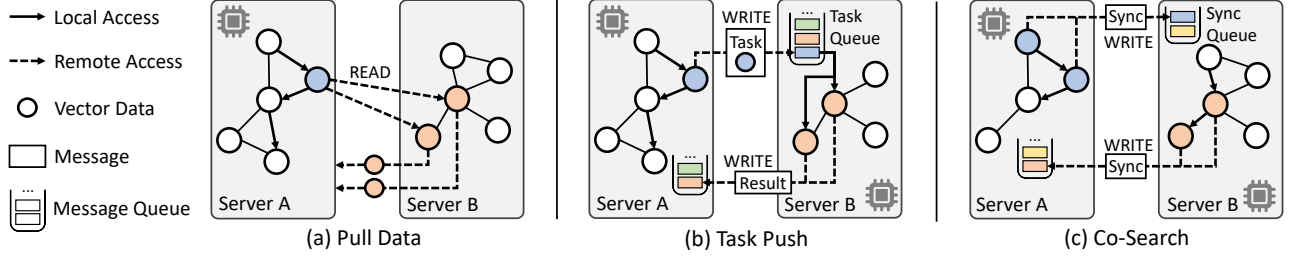 Local Access
Remote Access
Vector Data
Message
...
Message Queue
READ
Server A
Server B
(a) Pull Data
WRITE
Task
...
Task
Queue
...
WRITE
Result
Server A
Server B
(b) Task Push
Sync
WRITE
...
Sync
Queue
...
WRITE
Sync
Server A
Server B
(c) Co-Search